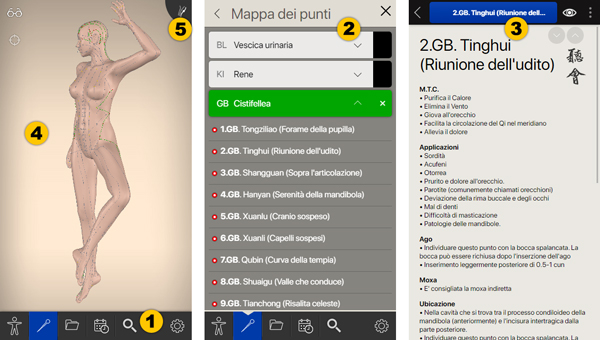 5
4
1
Mappa dei punti
2
BL Vescica urinaria
KI Rene
GB Cistifellea
1.GB. Tongziliao (Forame della pupilla)
2.GB. Tinghui (Riunione dell'udito)
3.GB. Shangguan (Sopra l'articolazione)
4.GB. Hanyan (Serenità della mandibola)
5.GB. Xuanlu (Cranio sospeso)
6.GB. Xuanli (Capelli sospesi)
7.GB. Qubin (Curva della tempia)
8.GB. Shuaigu (Valle che conduce)
9.GB. Tianchong (Risalita celeste)
2.GB. Tinghui (Riunione dell...
3
2.GB. Tinghui
(Riunione dell'udito)
聽
會
M.T.C.
• Purifica il Calore
• Elimina il Vento
• Giova all'orecchio
• Facilita la circolazione del Qi nel meridiano
• Allevia il dolore
Applicazioni
• Sordità
• Acufeni
• Otorrea
• Prurito e dolore all'orecchio.
• Parotite (comunemente chiamati orecchioni)
• Deviazione della rima buccale e degli occhi
• Mal di denti
• Difficoltà di masticazione
• Patologie della mandibola.
Ago
• Individuare questo punto con la bocca spalancata. La
bocca può essere richiusa dopo l'inserzione dell'ago
• Inserimento leggermente posteriore di 0.5-1 cun
Moxa
• E' consigliata la moxa indiretta
Ubicazione
• Nella cavità che si trova tra il processo condiloideo della
mandibola (anteriormente) e l'incisura intertragica dalla
parte posteriore.
• Individuare questo punto con la bocca spalancata.